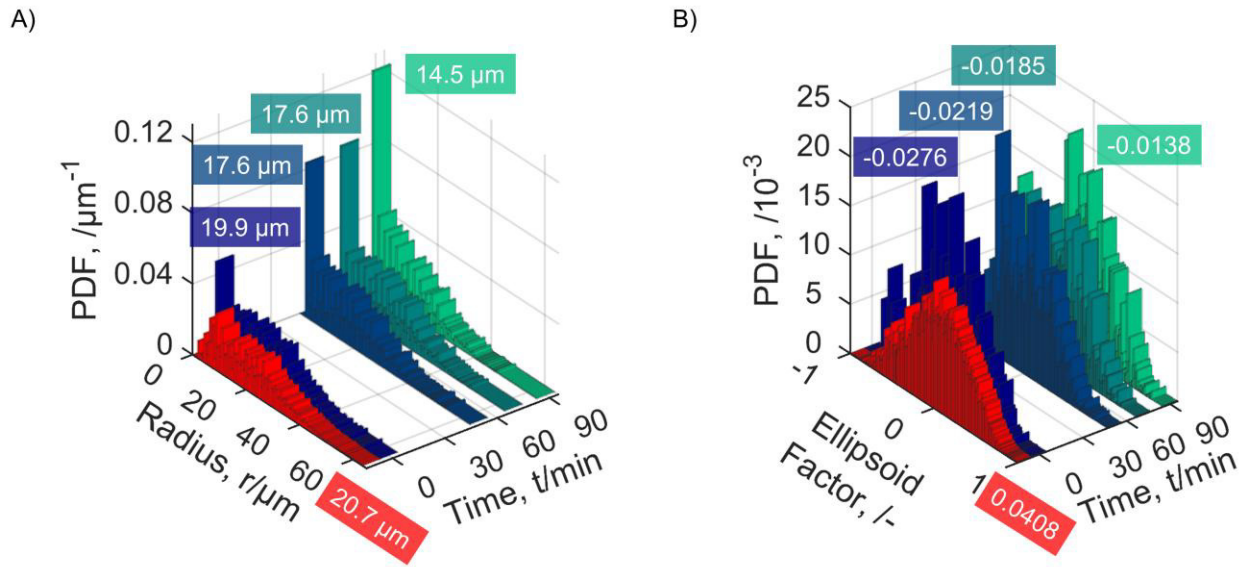 A)
14.5 µm
17.6 µm
17.6 µm
19.9 µm
0.12
0.08
0.04
0
PDF, /µm⁻¹
0
20
40
60
Radius, r/µm
20.7 µm
0
30
60
90
Time, t/min
B)
-0.0185
-0.0219
-0.0276
-0.0138
25
20
15
10
5
0
PDF, /10⁻³
-1
0
1
Ellipsoid
Factor, /-
0.0408
0
30
60
90
Time, t/min